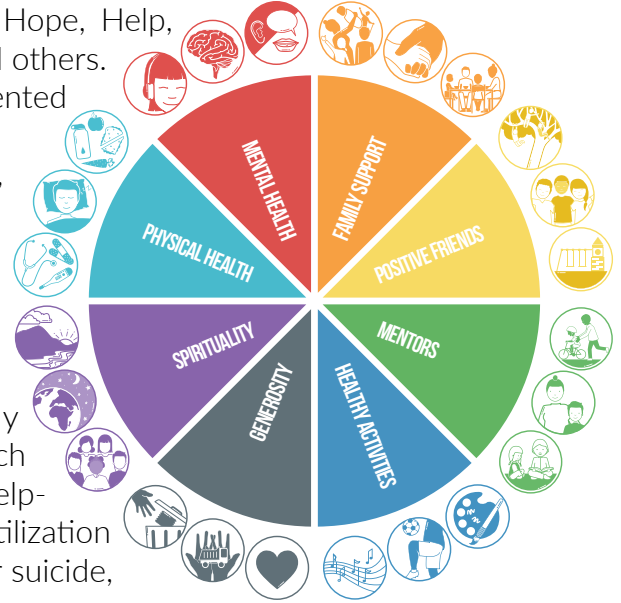 Hope, Help,
others.
ented
y
ch
elp-
tilization
suicide,
MENTAL HEALTH
FAMILY SUPPORT
POSITIVE FRIENDS
MENTORS
HEALTHY ACTIVITIES
GENEROSITY
SPIRITUALITY
PHYSICAL HEALTH